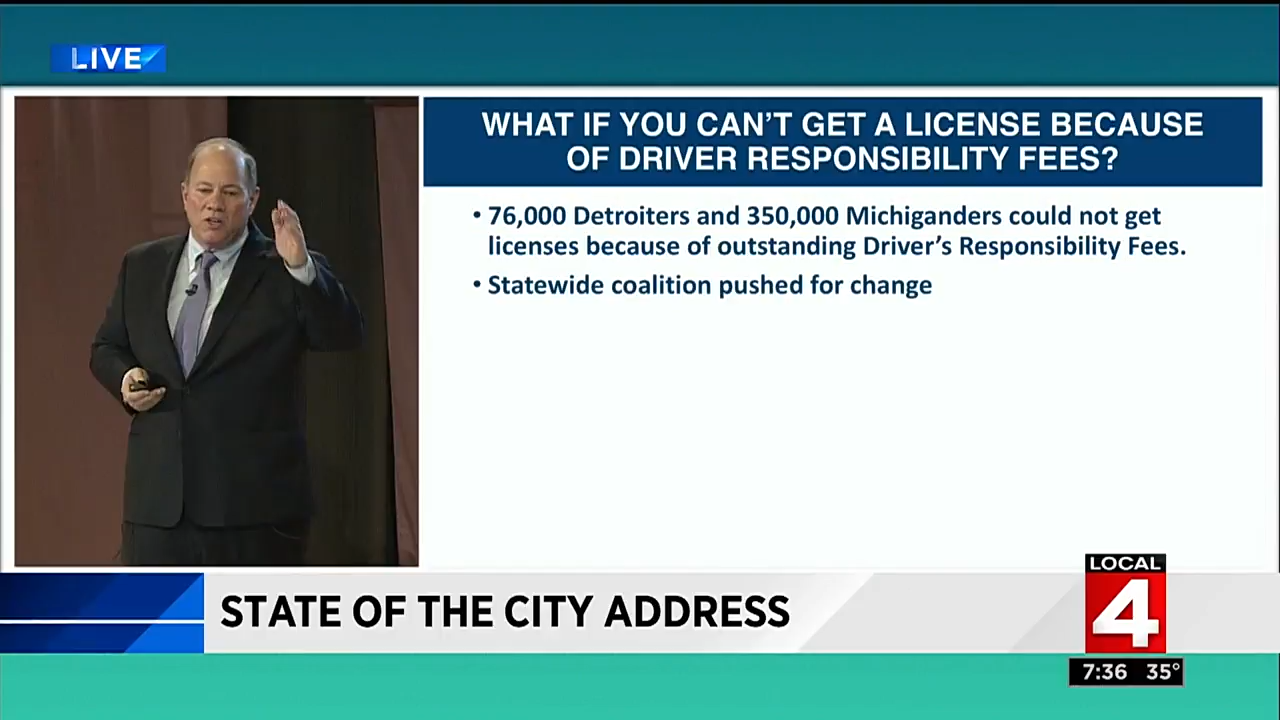 LIVE
WHAT IF YOU CAN'T GET A LICENSE BECAUSE
OF DRIVER RESPONSIBILITY FEES?
• 76,000 Detroiters and 350,000 Michiganders could not get
licenses because of outstanding Driver's Responsibility Fees.
• Statewide coalition pushed for change
STATE OF THE CITY ADDRESS
LOCAL
4
7:36 35°